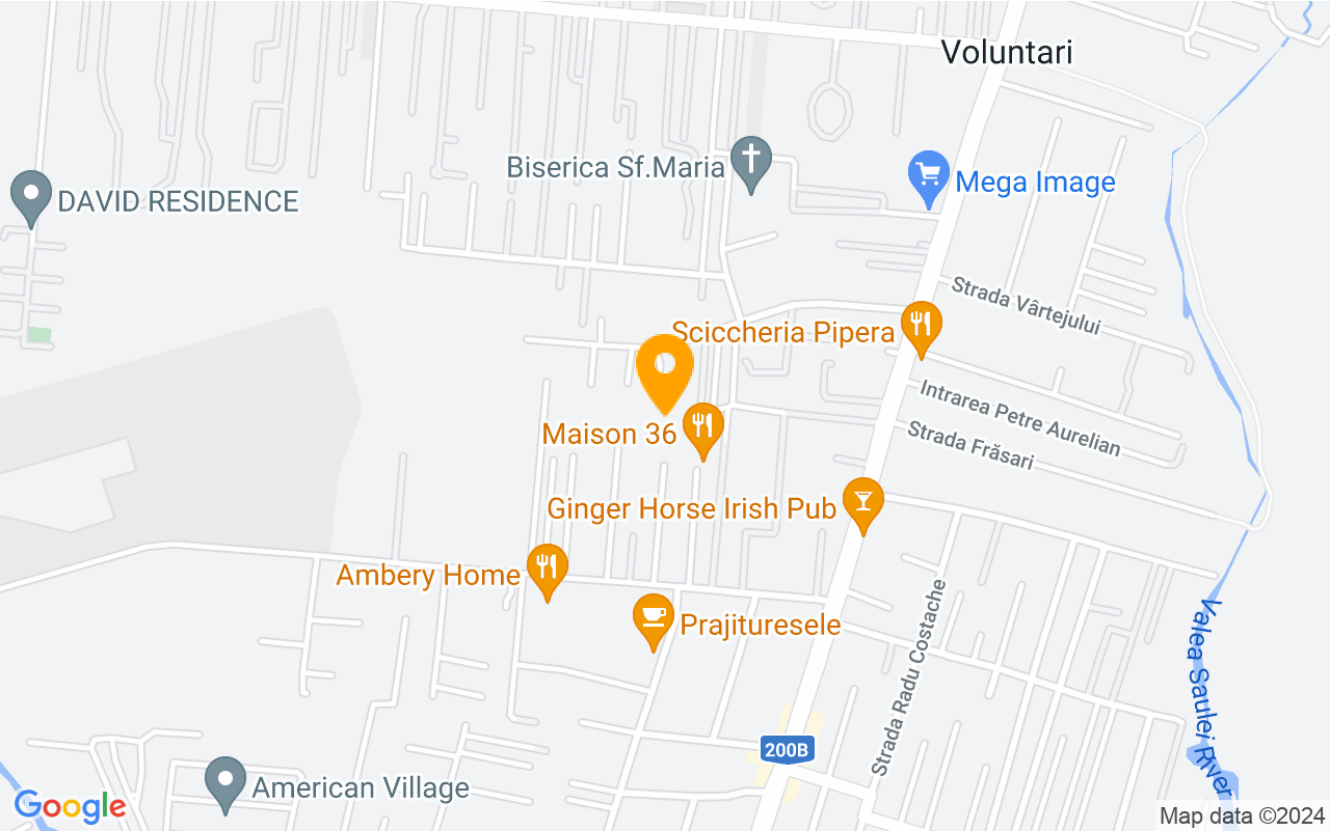 Voluntari
Biserica Sf.Maria
Mega Image
DAVID RESIDENCE
Strada Vârtejului
Sciccheria Pipera
Intrarea Petre Aurelian
Maison 36
Strada Frăsari
Ginger Horse Irish Pub
Ambery Home
Prajituresele
Strada Radu Costache
Valea Saulei River
200B
American Village
Google
Map data ©2024